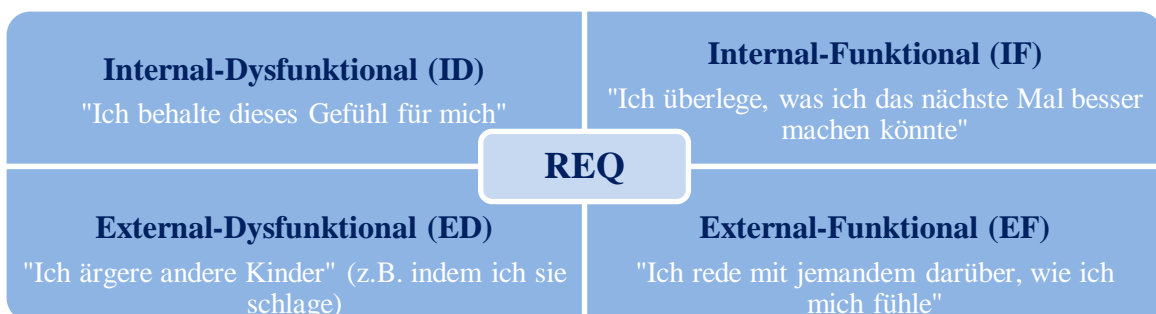 Internal-Dysfunktional (ID)
"Ich behalte dieses Gefühl für mich"
Internal-Funktional (IF)
"Ich überlege, was ich das nächste Mal besser
machen könnte"
REQ
External-Dysfunktional (ED)
"Ich ärgere andere Kinder" (z.B. indem ich sie
schlage)
External-Funktional (EF)
"Ich rede mit jemandem darüber, wie ich
mich fühle"